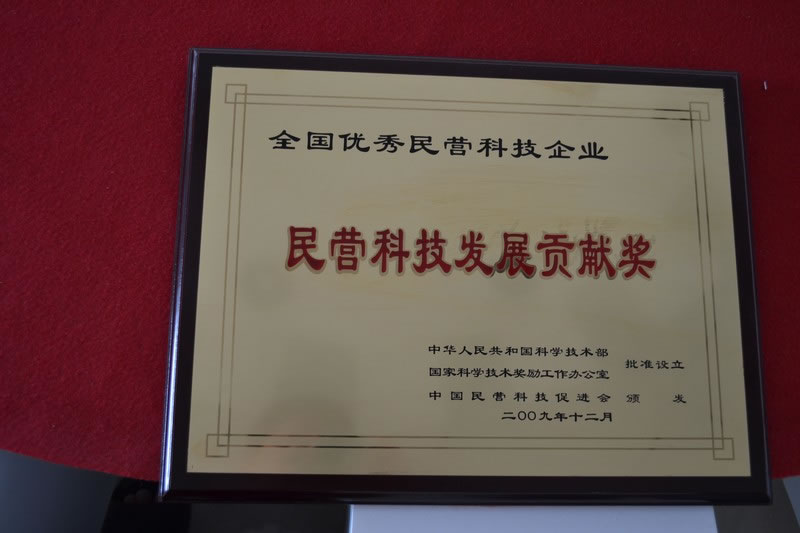 全国优秀民营科技企业
民营科技发展贡献奖
中华人民共和国科学技术部
国家科学技术奖励工作办公室 批准设立
中国民营科技促进会 颁发
二00九年十二月